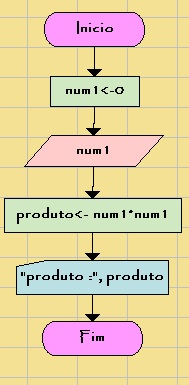 Inicio
num1<-0
num1
produto<- num1*num1
"produto :", produto
Fim